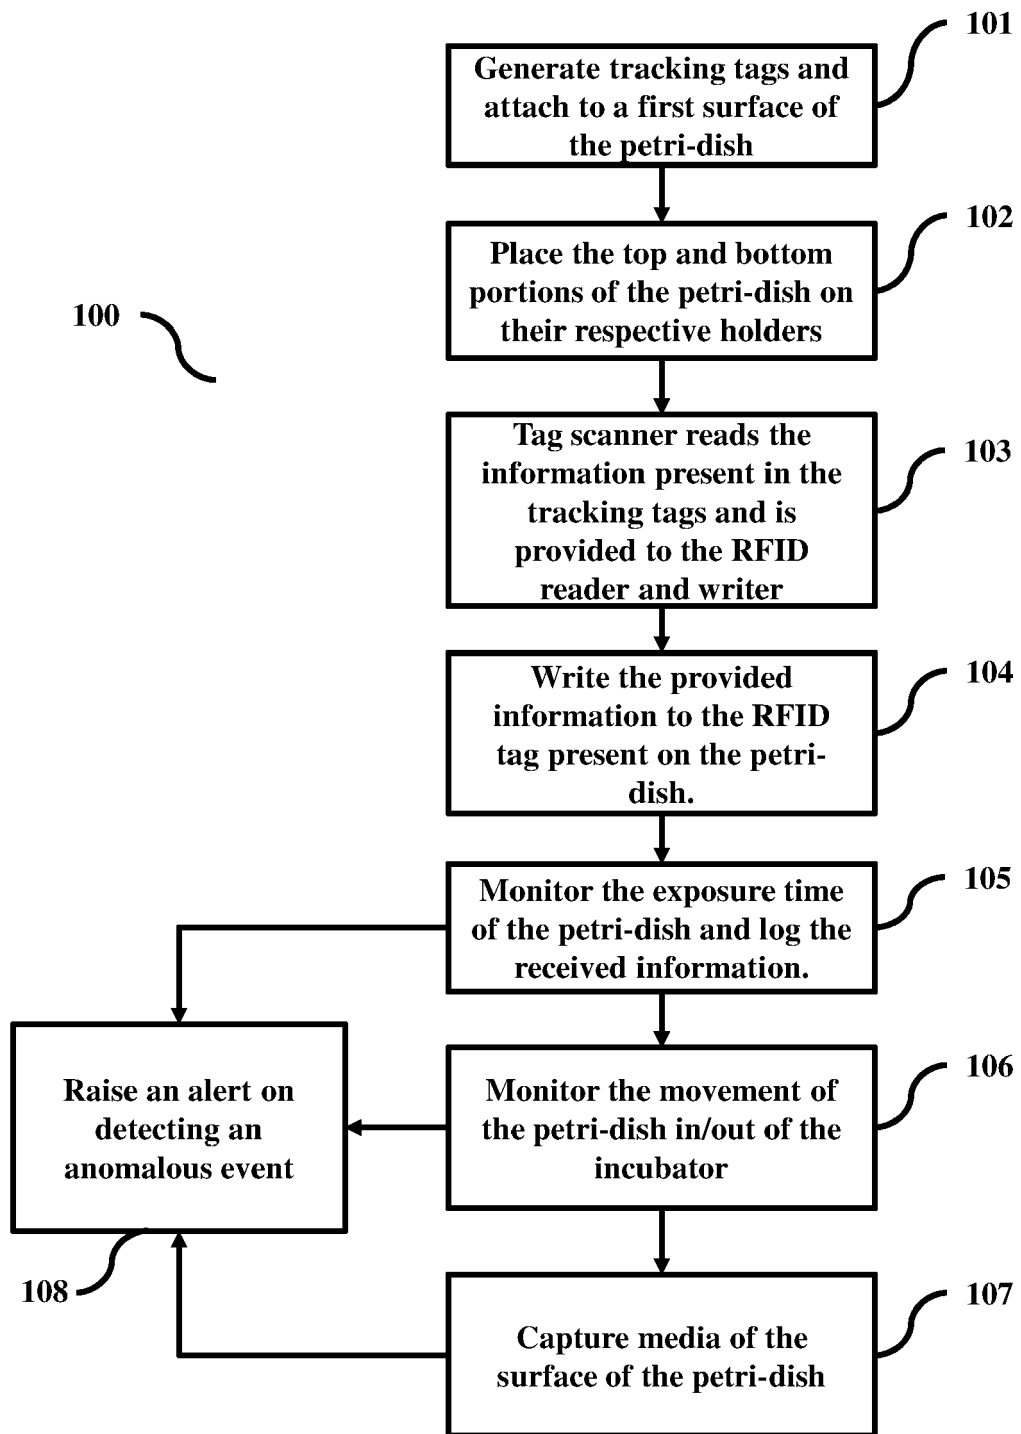 101
Generate tracking tags and
attach to a first surface of
the petri-dish
102
Place the top and bottom
portions of the petri-dish on
their respective holders
100
103
Tag scanner reads the
information present in the
tracking tags and is
provided to the RFID
reader and writer
104
Write the provided
information to the RFID
tag present on the petri-
dish.
105
Monitor the exposure time
of the petri-dish and log the
received information.
106
Monitor the movement of
the petri-dish in/out of the
incubator
Raise an alert on
detecting an
anomalous event
108
107
Capture media of the
surface of the petri-dish